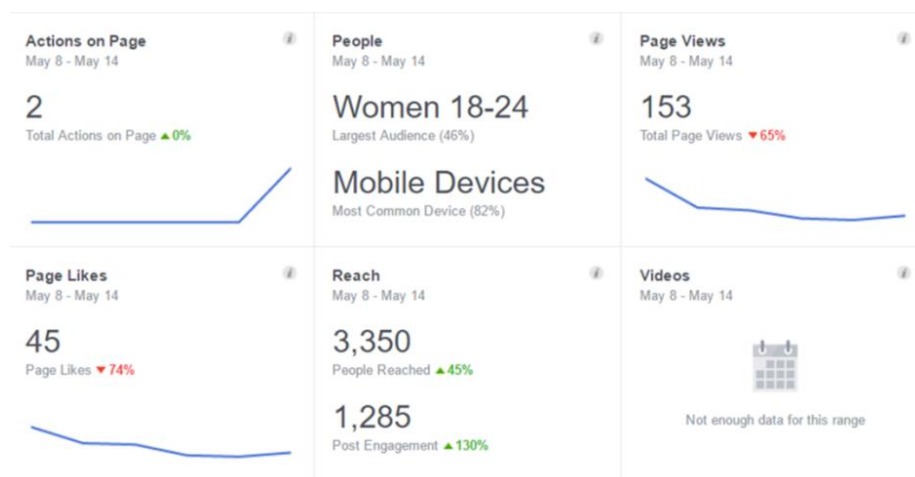 Actions on Page
May 8 - May 14
2
Total Actions on Page ▲0%
People
May 8 - May 14
Women 18-24
Largest Audience (46%)
Mobile Devices
Most Common Device (82%)
Page Views
May 8 - May 14
153
Total Page Views ▼65%
Page Likes
May 8 - May 14
45
Page Likes ▼74%
Reach
May 8 - May 14
3,350
People Reached ▲45%
1,285
Post Engagement ▲130%
Videos
May 8 - May 14
Not enough data for this range